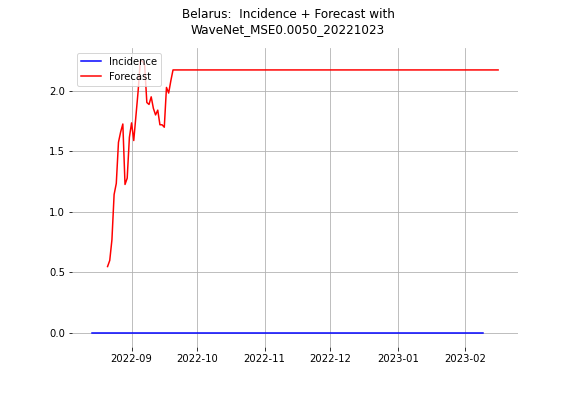 Belarus:  Incidence + Forecast with
WaveNet_MSE0.0050_20221023
Incidence
Forecast
2.0
1.5
1.0
0.5
0.0
2022-09 2022-10 2022-11 2022-12 2023-01 2023-02